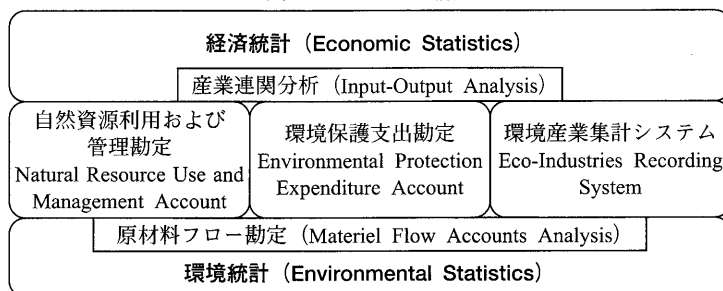 経済統計（Economic Statistics）
産業連関分析（Input-Output Analysis）
自然資源利用および
管理勘定
Natural Resource Use and
Management Account
環境保護支出勘定
Environmental Protection
Expenditure Account
環境産業集計システム
Eco-Industries Recording
System
原材料フロー勘定（Materiel Flow Accounts Analysis）
環境統計（Environmental Statistics）